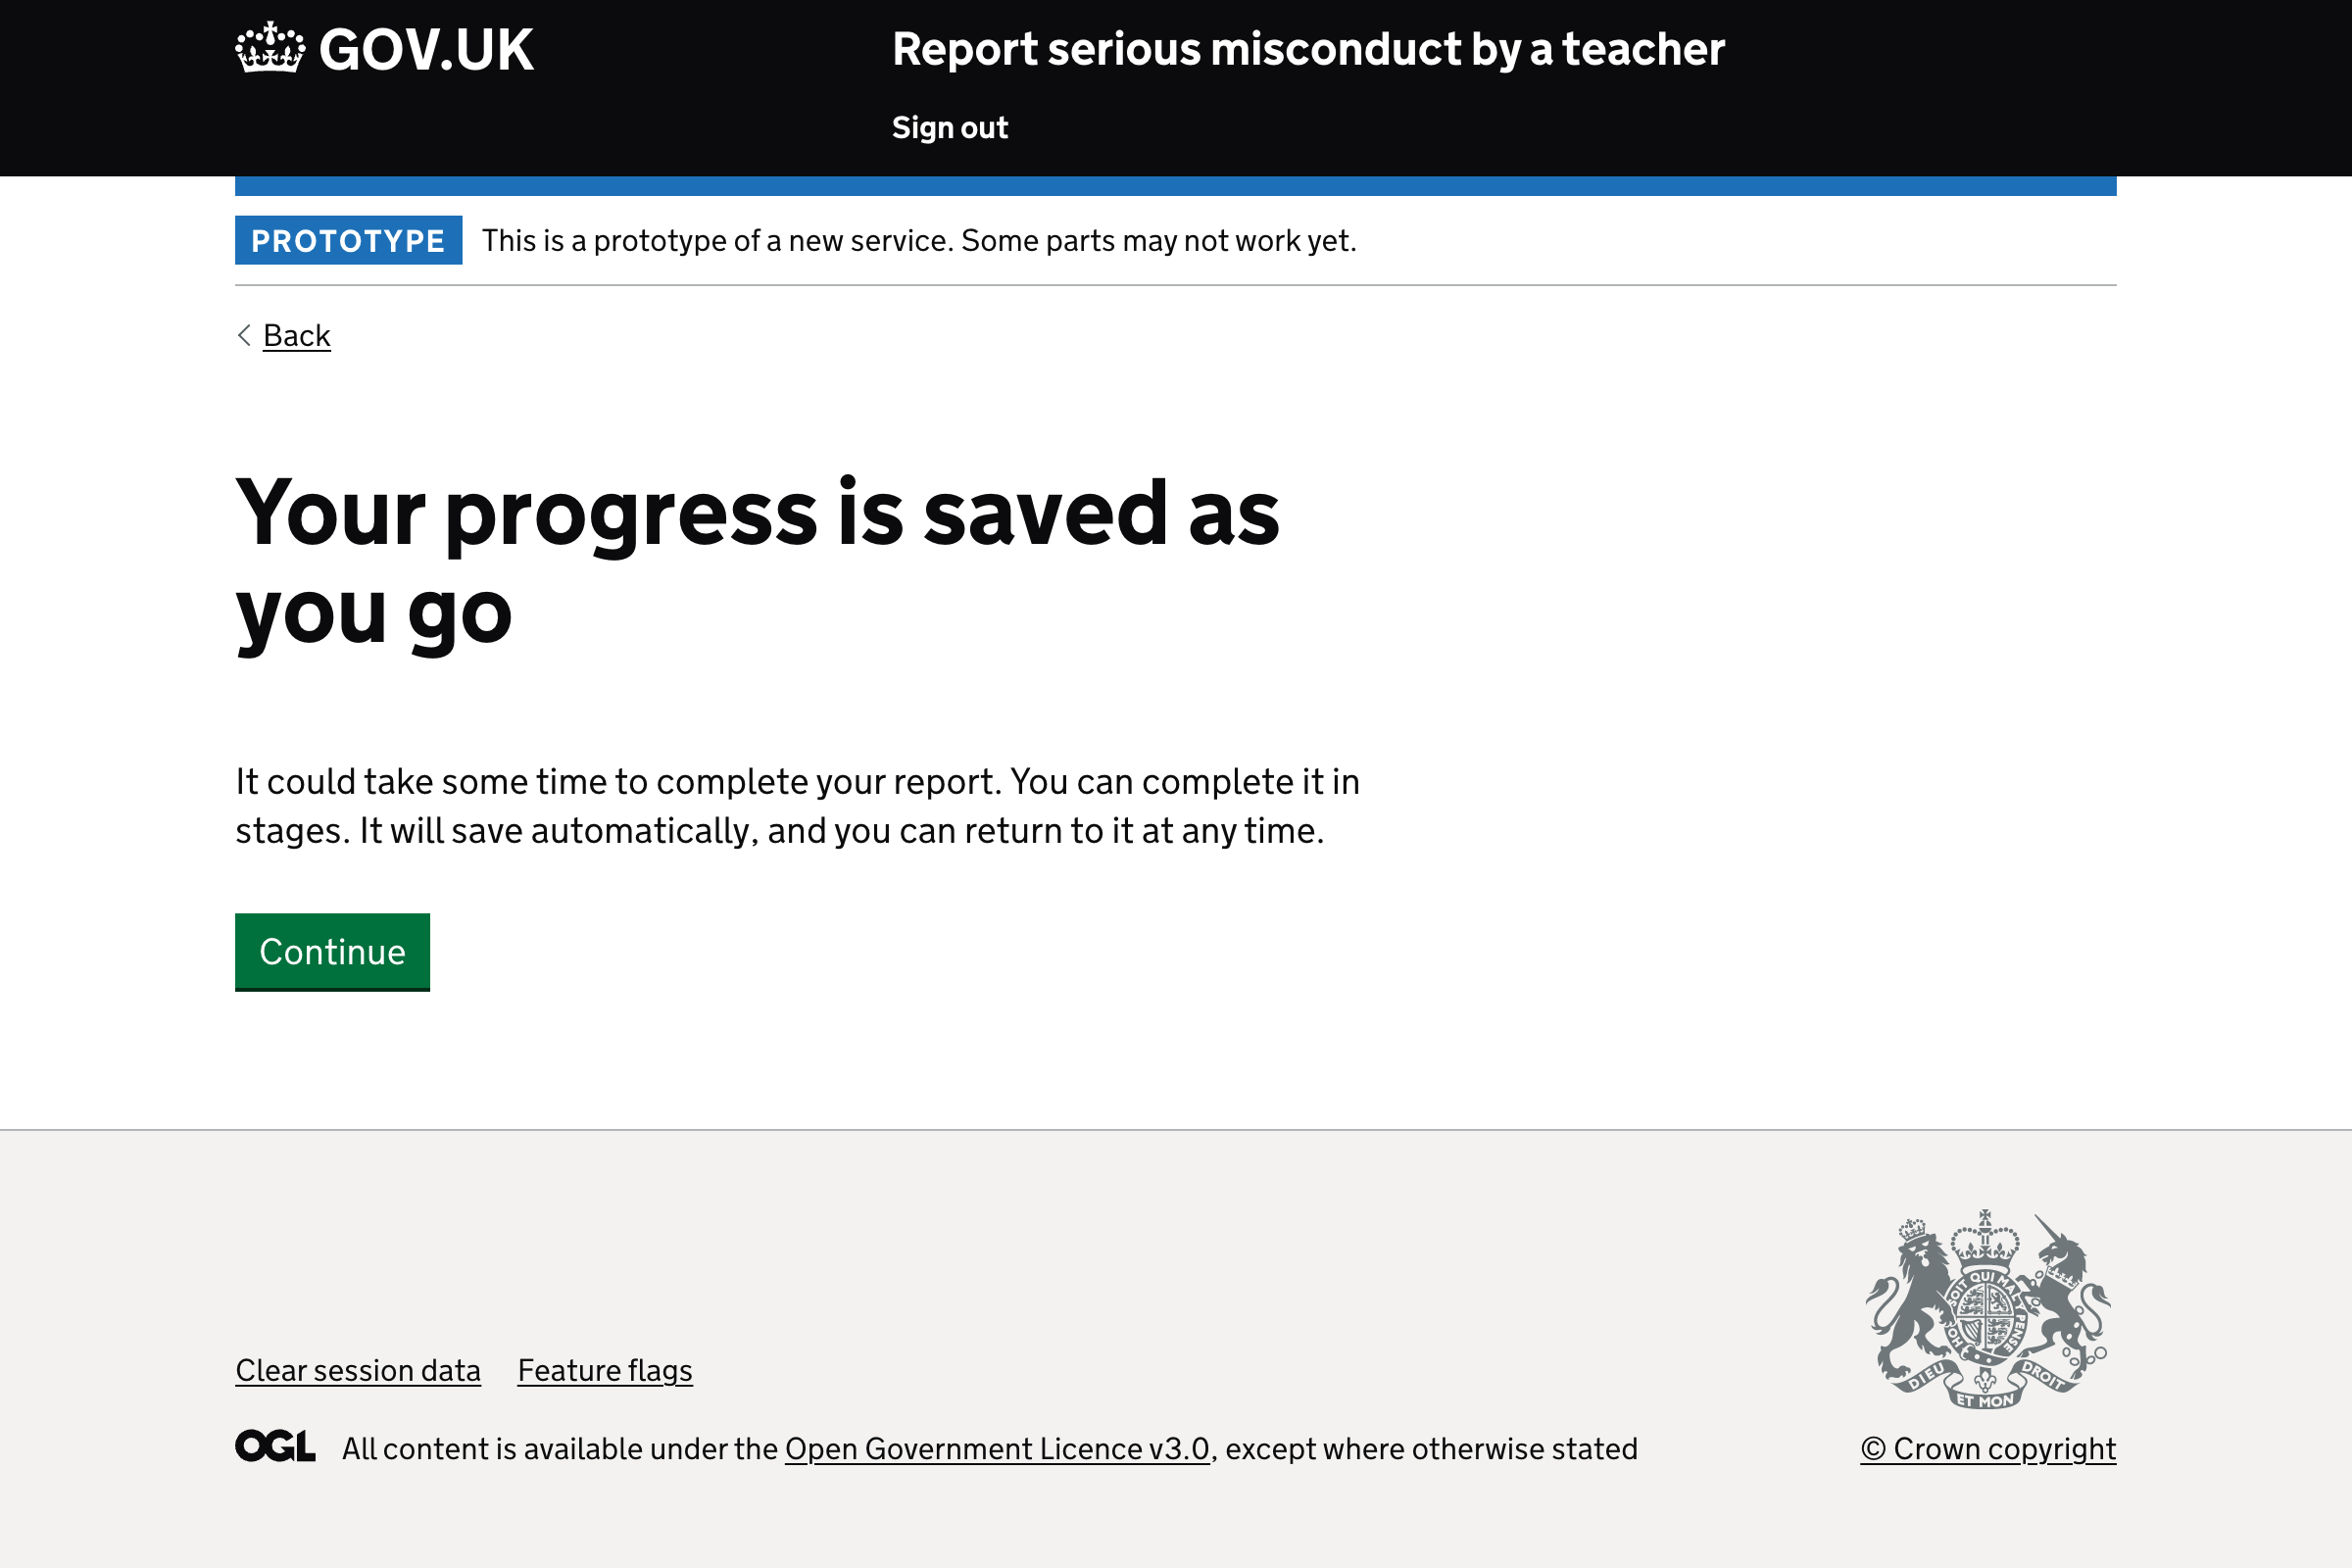 GOV.UK
Report serious misconduct by a teacher
Sign out
PROTOTYPE
This is a prototype of a new service. Some parts may not work yet.
Back
Your progress is saved as
you go
It could take some time to complete your report. You can complete it in
stages. It will save automatically, and you can return to it at any time.
Continue
Clear session data
Feature flags
OGL
All content is available under the Open Government Licence v3.0, except where otherwise stated
SOIT QUI MAL
PENSE
HO
DIEU
ET MON
DROIT
© Crown copyright